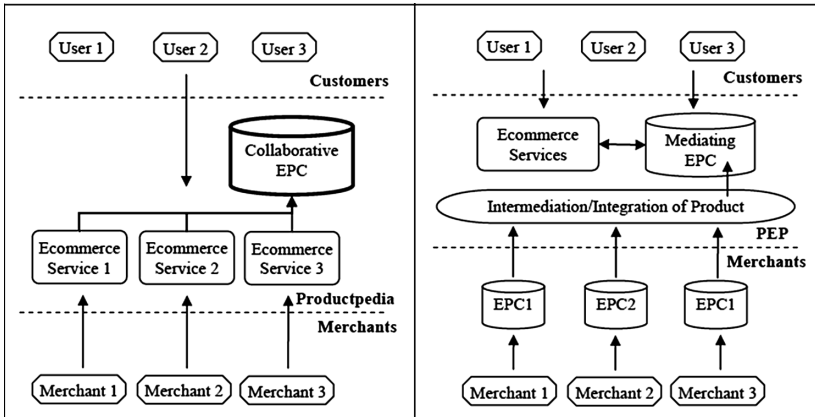 User 1
User 2
User 3
Customers
Collaborative
EPC
Ecommerce
Service 1
Ecommerce
Service 2
Ecommerce
Service 3
Productpedia
Merchants
Merchant 1
Merchant 2
Merchant 3
User 1
User 2
User 3
Customers
Ecommerce
Services
Mediating
EPC
Intermediation/Integration of Product
PEP
Merchants
EPC1
EPC2
EPC1
Merchant 1
Merchant 2
Merchant 3